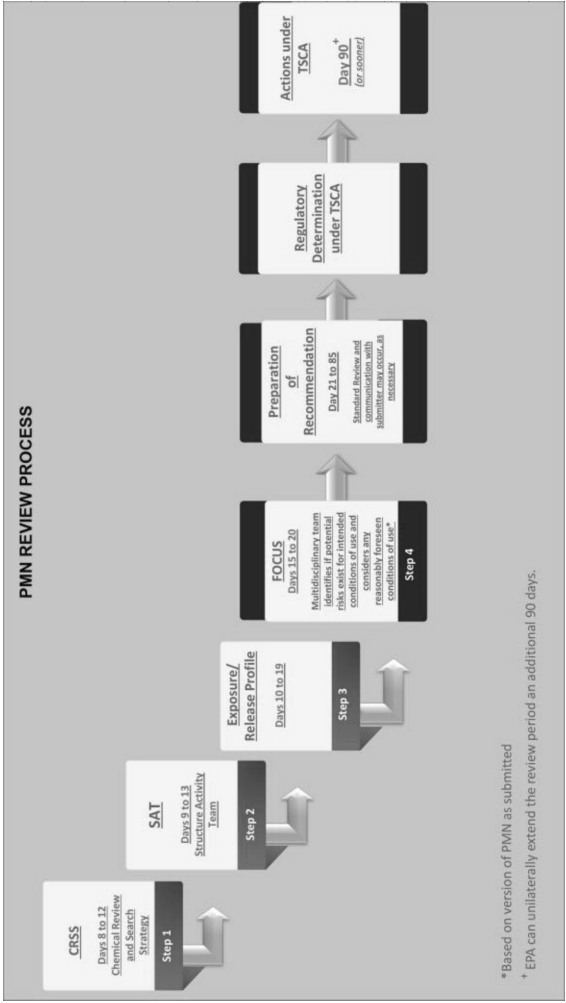 PMN REVIEW PROCESS
CRSS
Days 8 to 12
Chemical Review
and Search
Strategy
Step 1
SAT
Days 9 to 13
Structure Activity
Team
Step 2
Exposure/
Release Profile
Days 10 to 19
Step 3
FOCUS
Days 15 to 20
Multidisciplinary team
identifies if potential
risks exist for intended
conditions of use and
considers any
reasonably foreseen
conditions of use*
Step 4
Preparation
of
Recommendation
Day 21 to 85
Standard Review and
communication with
submitter may occur, as
necessary
Regulatory
Determination
under TSCA
Actions under
TSCA
Day 90+
(or sooner)
*Based on version of PMN as submitted
+ EPA can unilaterally extend the review period an additional 90 days.